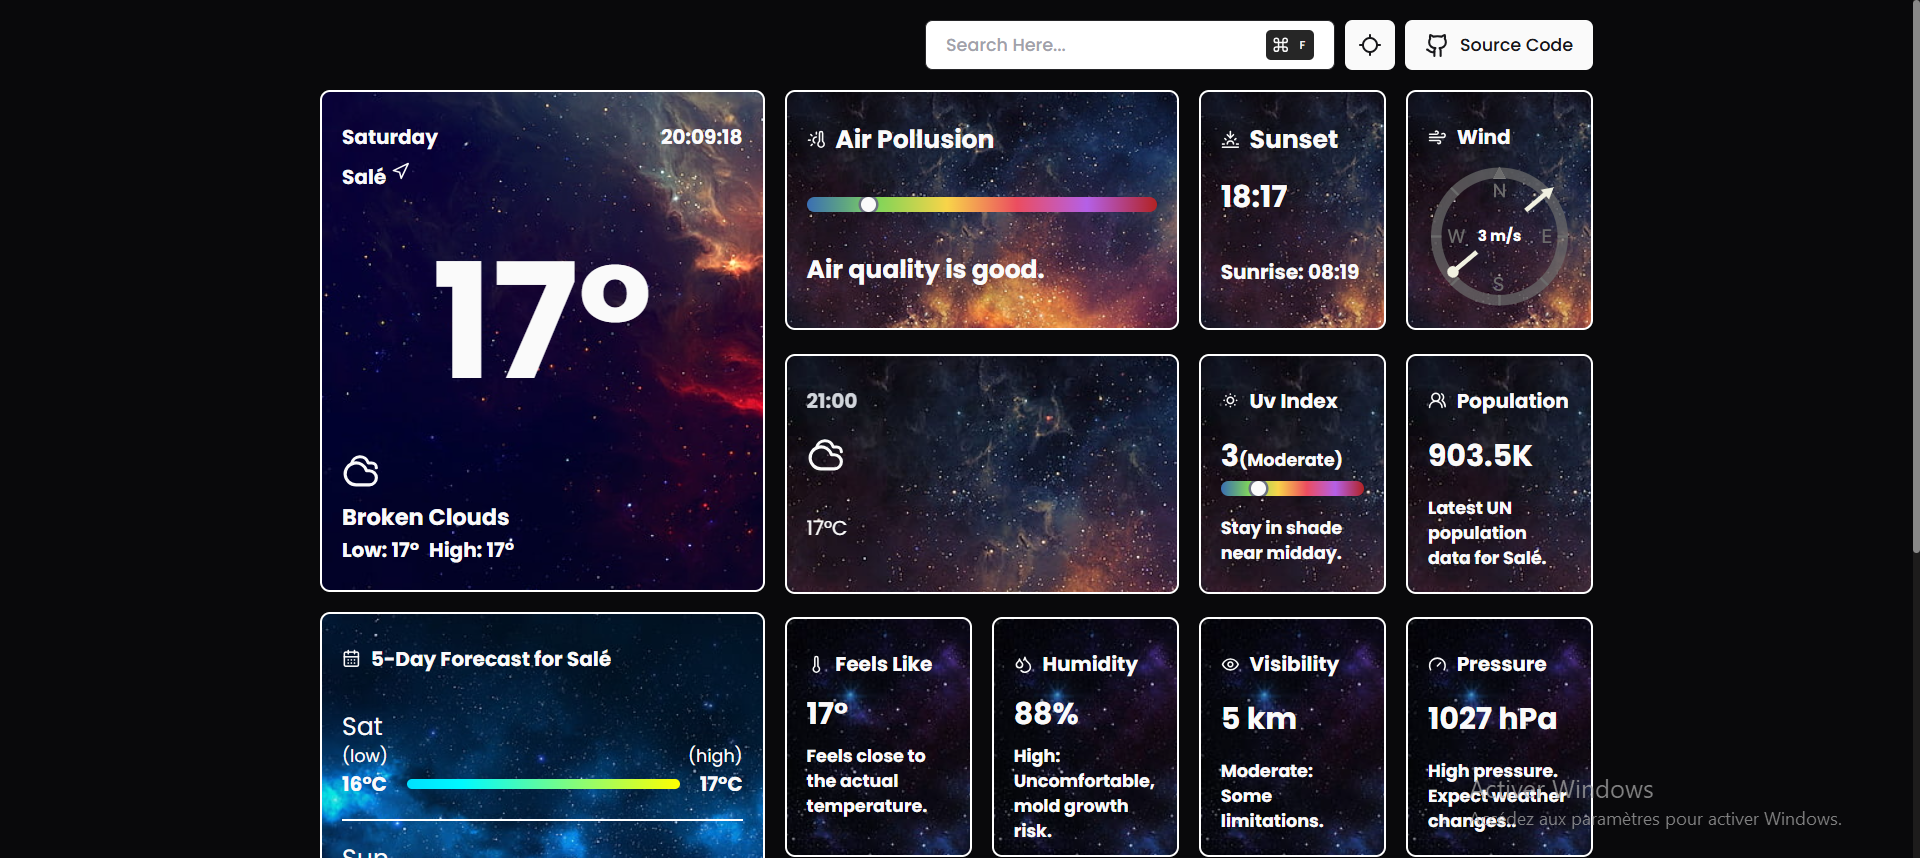 Search Here...
F
Source Code
Saturday
20:09:18
Salé
17°
Broken Clouds
Low: 17° High: 17°
Air Pollusion
Air quality is good.
Sunset
18:17
Sunrise: 08:19
Wind
N
W
3 m/s
E
S
21:00
17°C
Uv Index
3(Moderate)
Stay in shade
near midday.
Population
903.5K
Latest UN
population
data for Salé.
5-Day Forecast for Salé
Sat
(low)
(high)
16°C
17°C
Sun
Feels Like
17°
Feels close to
the actual
temperature.
Humidity
88%
High:
Uncomfortable,
mold growth
risk.
Visibility
5 km
Moderate:
Some
limitations.
Pressure
1027 hPa
High pressure.
Expect weather
changes..
Activer Windows
Accédez aux paramètres pour activer Windows.